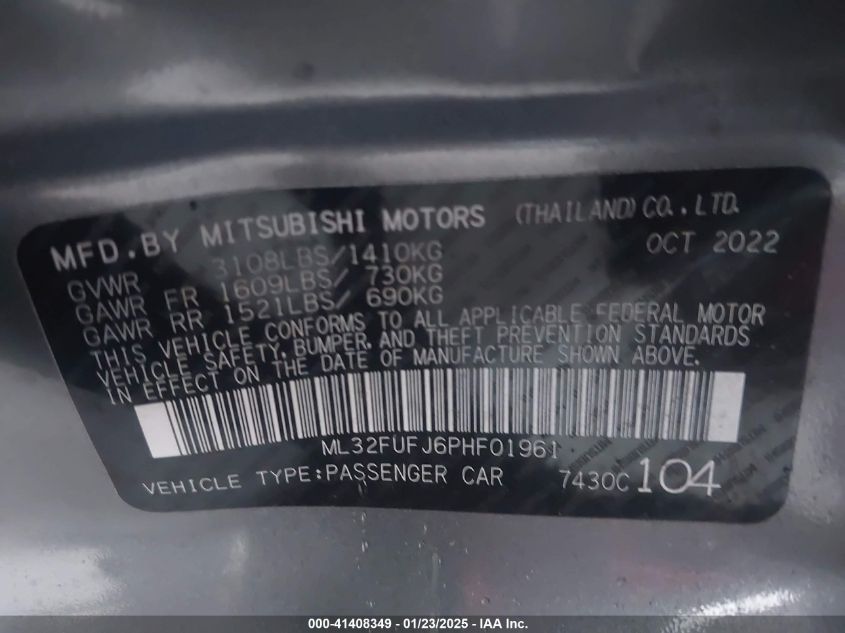 MFD.BY MITSUBISHI MOTORS (THAILAND) CO.,LTD.
GVWR 3108LBS/1410KG OCT 2022
GAWR FR 1609LBS/ 730KG
GAWR RR 1521LBS/ 690KG
THIS VEHICLE CONFORMS TO ALL APPLICABLE FEDERAL MOTOR
VEHICLE SAFETY, BUMPER, AND THEFT PREVENTION STANDARDS
IN EFFECT ON THE DATE OF MANUFACTURE SHOWN ABOVE.
ML32FUFJ6PHF01961
VEHICLE TYPE:PASSENGER CAR 7430C 104
000-41408349 / 01/23/2025 - IAA Inc.